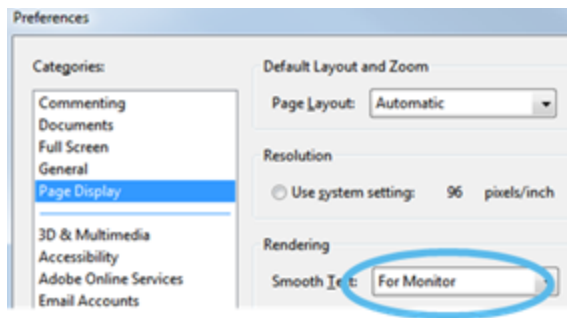 Preferences
Categories:
Commenting
Documents
Full Screen
General
Page Display
3D & Multimedia
Accessibility
Adobe Online Services
Email Accounts
Default Layout and Zoom
Page Layout: Automatic
Resolution
Use system setting: 96 pixels/inch
Rendering
Smooth Text: For Monitor